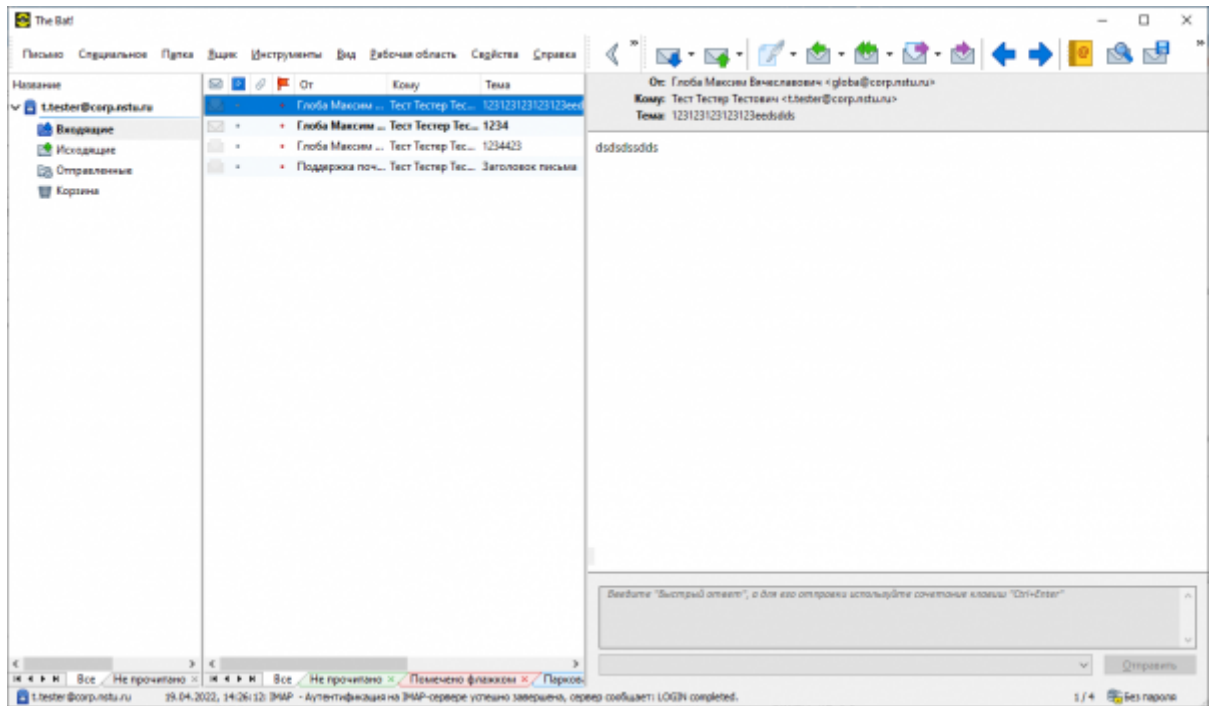 The Bat!
Письмо Специальное Папка Ящик Инструменты Вид Рабочая область Свойства Справка
Название
t.tester@corp.nstu.ru
Входящие
Исходящие
Отправленные
Корзина
От Кому Тема
Глоба Максим ... Тест Тестер Тес... 123123123123123eed
Глоба Максим ... Тест Тестер Тес... 1234
Глоба Максим ... Тест Тестер Тес... 1234423
Поддержка поч... Тест Тестер Тес... Заголовок письма
От: Глоба Максим Вячеславович <globa@corp.nstu.ru>
Кому: Тест Тестер Тестович <t.tester@corp.nstu.ru>
Тема: 123123123123123eedsdds
dsdsdssdds
Введите "Быстрый ответ", а для его отправки используйте сочетание клавиш "Ctrl+Enter"
Отправить
Все Не прочитано
Все Не прочитано Помечено флажком Парков
t.tester@corp.nstu.ru 19.04.2022, 14:26:12: IMAP - Аутентификация на IMAP-сервере успешно завершена, сервер сообщает: LOGIN completed. 1/4 Без пароля